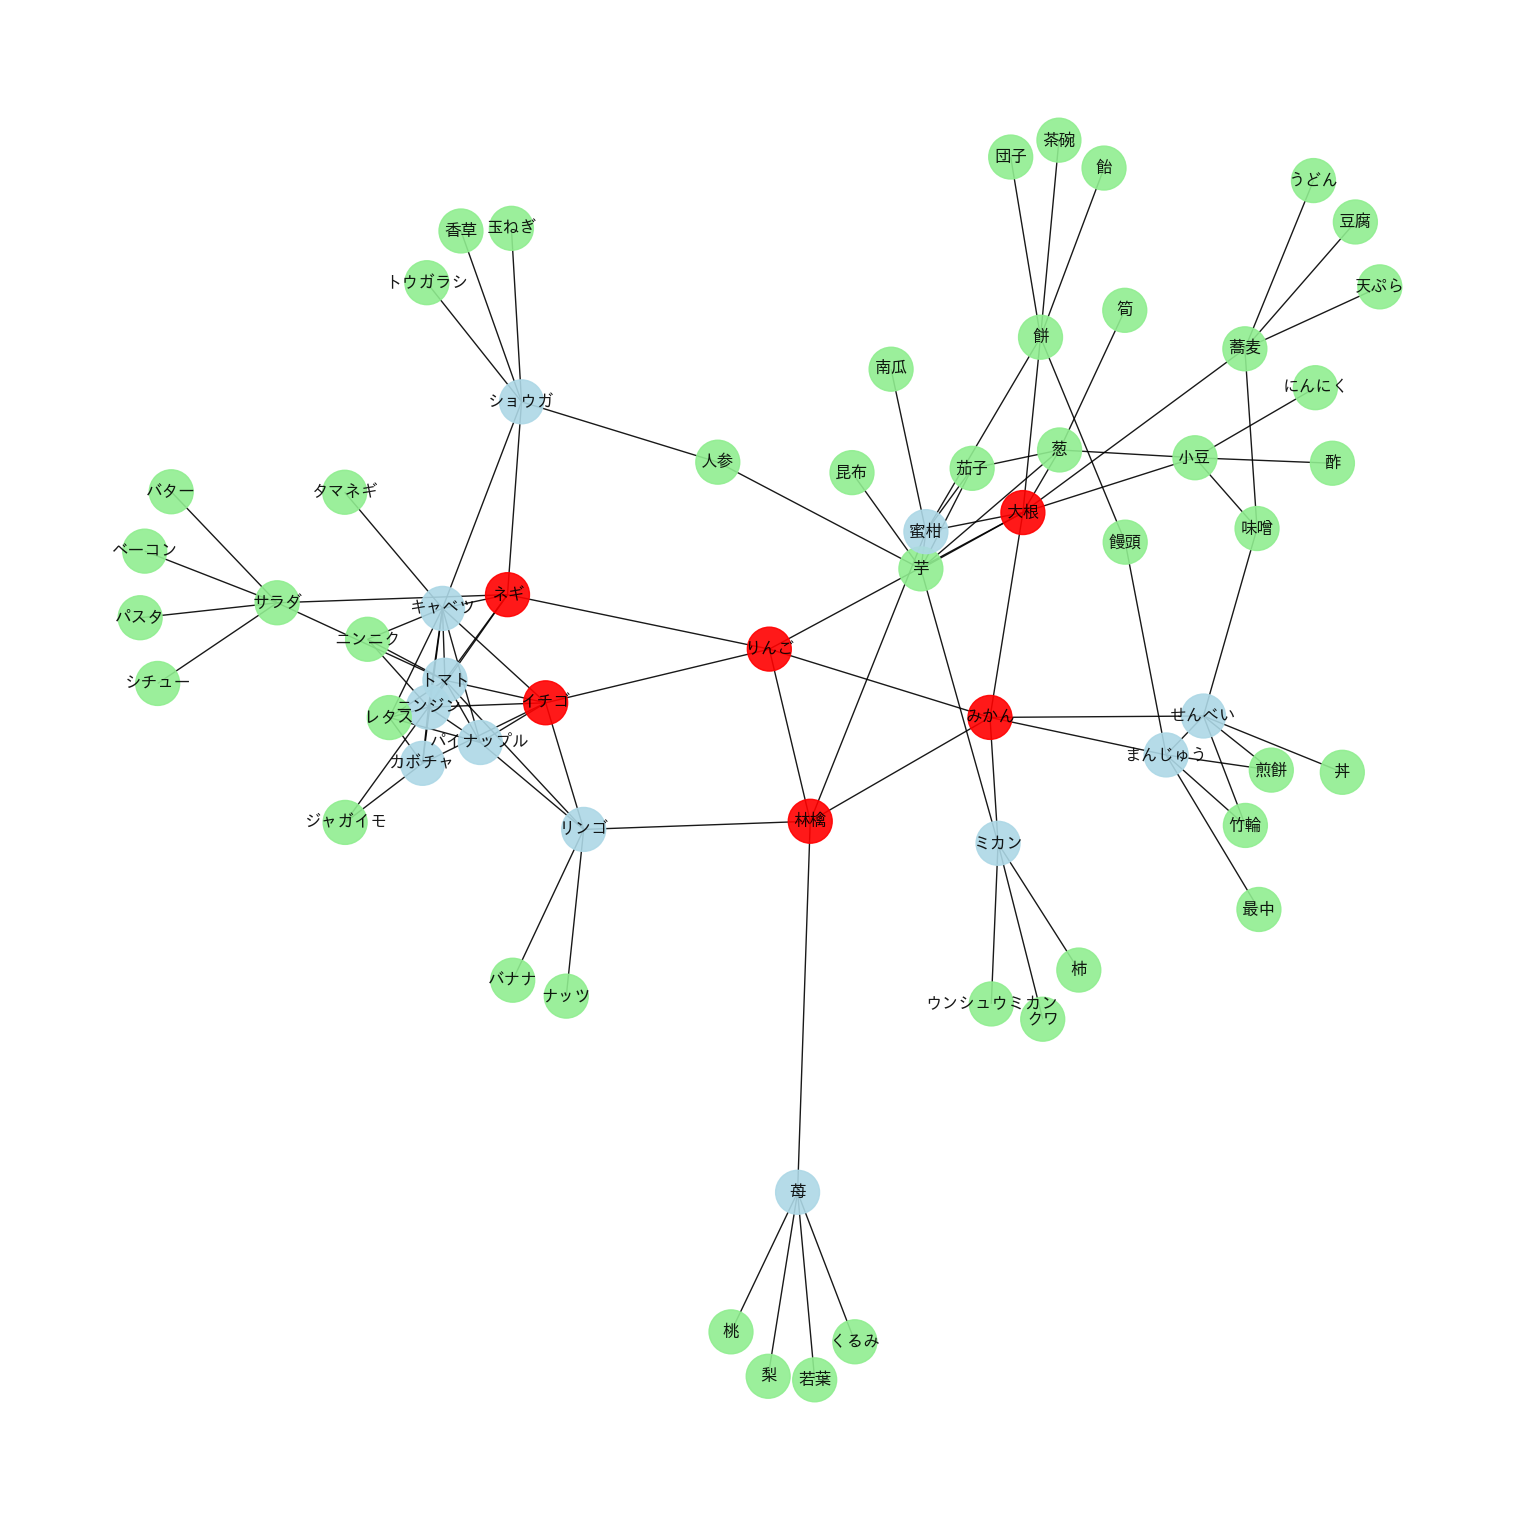 茶碗
団子
飴
うどん
豆腐
玉ねぎ
香草
トウガラシ
天ぷら
筍
餅
蕎麦
南瓜
にんにく
ショウガ
葱
小豆
人参
酢
茄子
昆布
タマネギ
バター
大根
味噌
蜜柑
饅頭
ベーコン
芋
ネギ
サラダ
キャベツ
パスタ
ニンニク
りんご
トマト
シチュー
イチゴ
ニンジン
レタス
みかん
せんべい
パイナップル
まんじゅう
カボチャ
煎餅
丼
ジャガイモ
林檎
竹輪
リンゴ
ミカン
最中
柿
バナナ
ナッツ
ウンシュウミカン
クワ
苺
桃
くるみ
梨
若葉